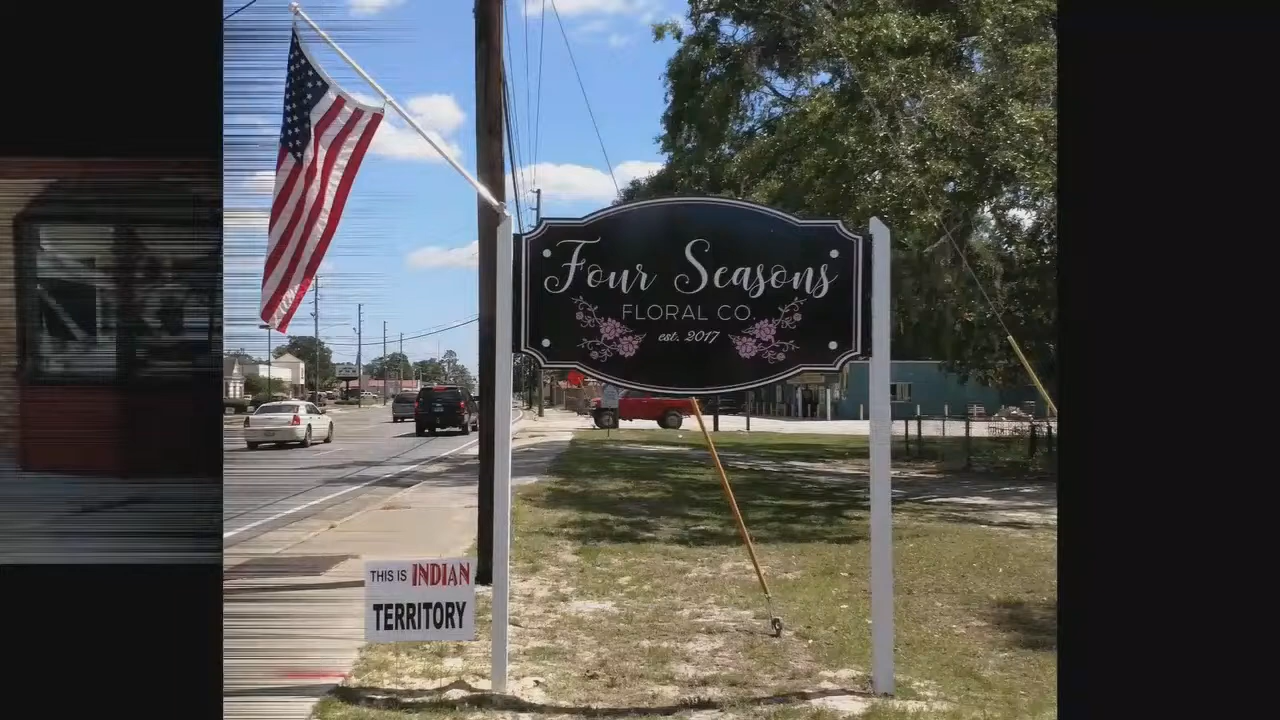 Four Seasons
FLORAL CO.
est. 2017
THIS IS INDIAN
TERRITORY